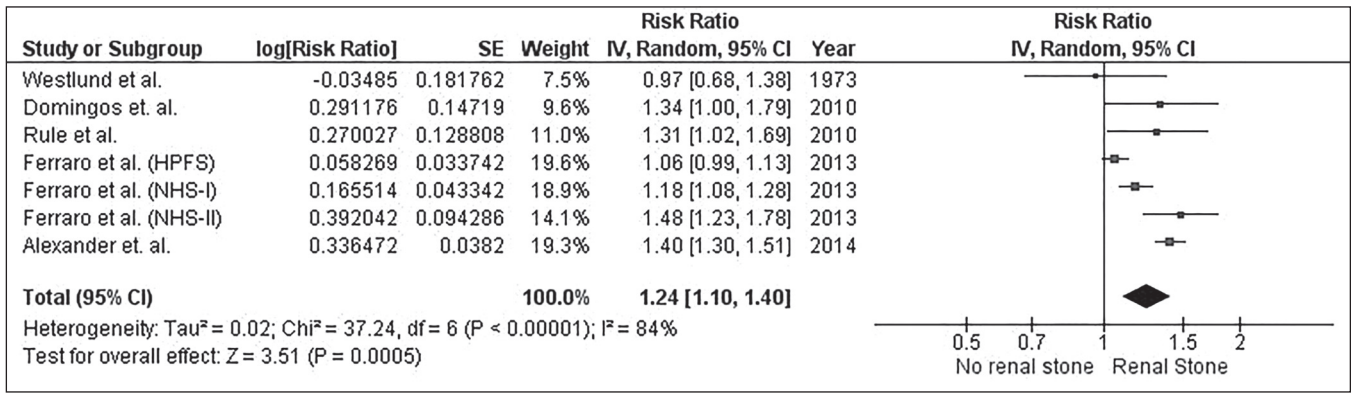 Risk Ratio Risk Ratio
Study or Subgroup log[Risk Ratio] SE Weight IV, Random, 95% CI Year IV, Random, 95% CI
Westlund et al. -0.03485 0.181762 7.5% 0.97 [0.68, 1.38] 1973
Domingos et. al. 0.291176 0.14719 9.6% 1.34 [1.00, 1.79] 2010
Rule et al. 0.270027 0.128808 11.0% 1.31 [1.02, 1.69] 2010
Ferraro et al. (HPFS) 0.058269 0.033742 19.6% 1.06 [0.99, 1.13] 2013
Ferraro et al. (NHS-I) 0.165514 0.043342 18.9% 1.18 [1.08, 1.28] 2013
Ferraro et al. (NHS-II) 0.392042 0.094286 14.1% 1.48 [1.23, 1.78] 2013
Alexander et. al. 0.336472 0.0382 19.3% 1.40 [1.30, 1.51] 2014
Total (95% CI) 100.0% 1.24 [1.10, 1.40]
Heterogeneity: Tau² = 0.02; Chi² = 37.24, df = 6 (P < 0.00001); I² = 84%
Test for overall effect: Z = 3.51 (P = 0.0005)
0.5 0.7 1 1.5 2
No renal stone Renal Stone